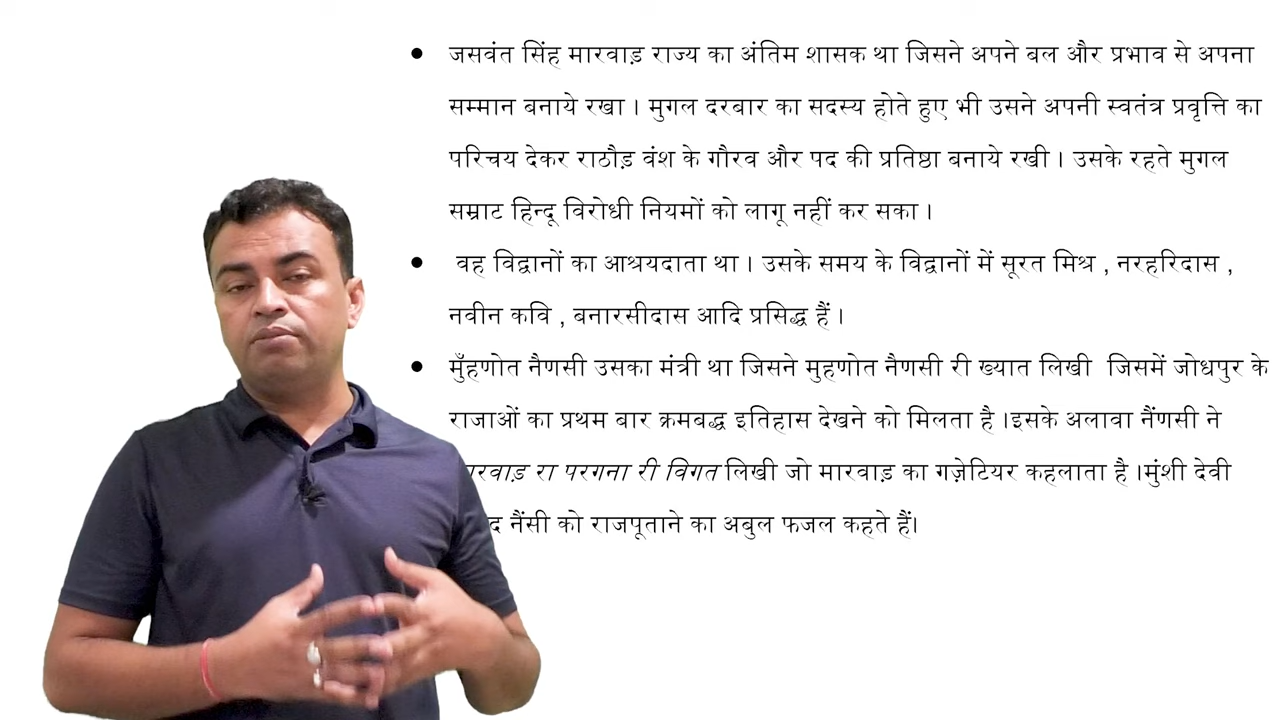 जसवंत सिंह मारवाड़ राज्य का अंतिम शासक था जिसने अपने बल और प्रभाव से अपना
सम्मान बनाये रखा । मुगल दरबार का सदस्य होते हुए भी उसने अपनी स्वतंत्र प्रवृत्ति का
परिचय देकर राठौड़ वंश के गौरव और पद की प्रतिष्ठा बनाये रखी । उसके रहते मुगल
सम्राट हिन्दू विरोधी नियमों को लागू नहीं कर सका ।
वह विद्वानों का आश्रयदाता था । उसके समय के विद्वानों में सूरत मिश्र , नरहरिदास ,
नवीन कवि , बनारसीदास आदि प्रसिद्ध हैं ।
मुँहणोत नैणसी उसका मंत्री था जिसने मुहणोत नैणसी री ख्यात लिखी जिसमें जोधपुर के
राजाओं का प्रथम बार क्रमबद्ध इतिहास देखने को मिलता है ।इसके अलावा नैंणसी ने
रा परगना री विगत लिखी जो मारवाड़ का गज़ेटियर कहलाता है ।मुंशी देवी
नैंसी को राजपूताने का अबुल फजल कहते हैं।